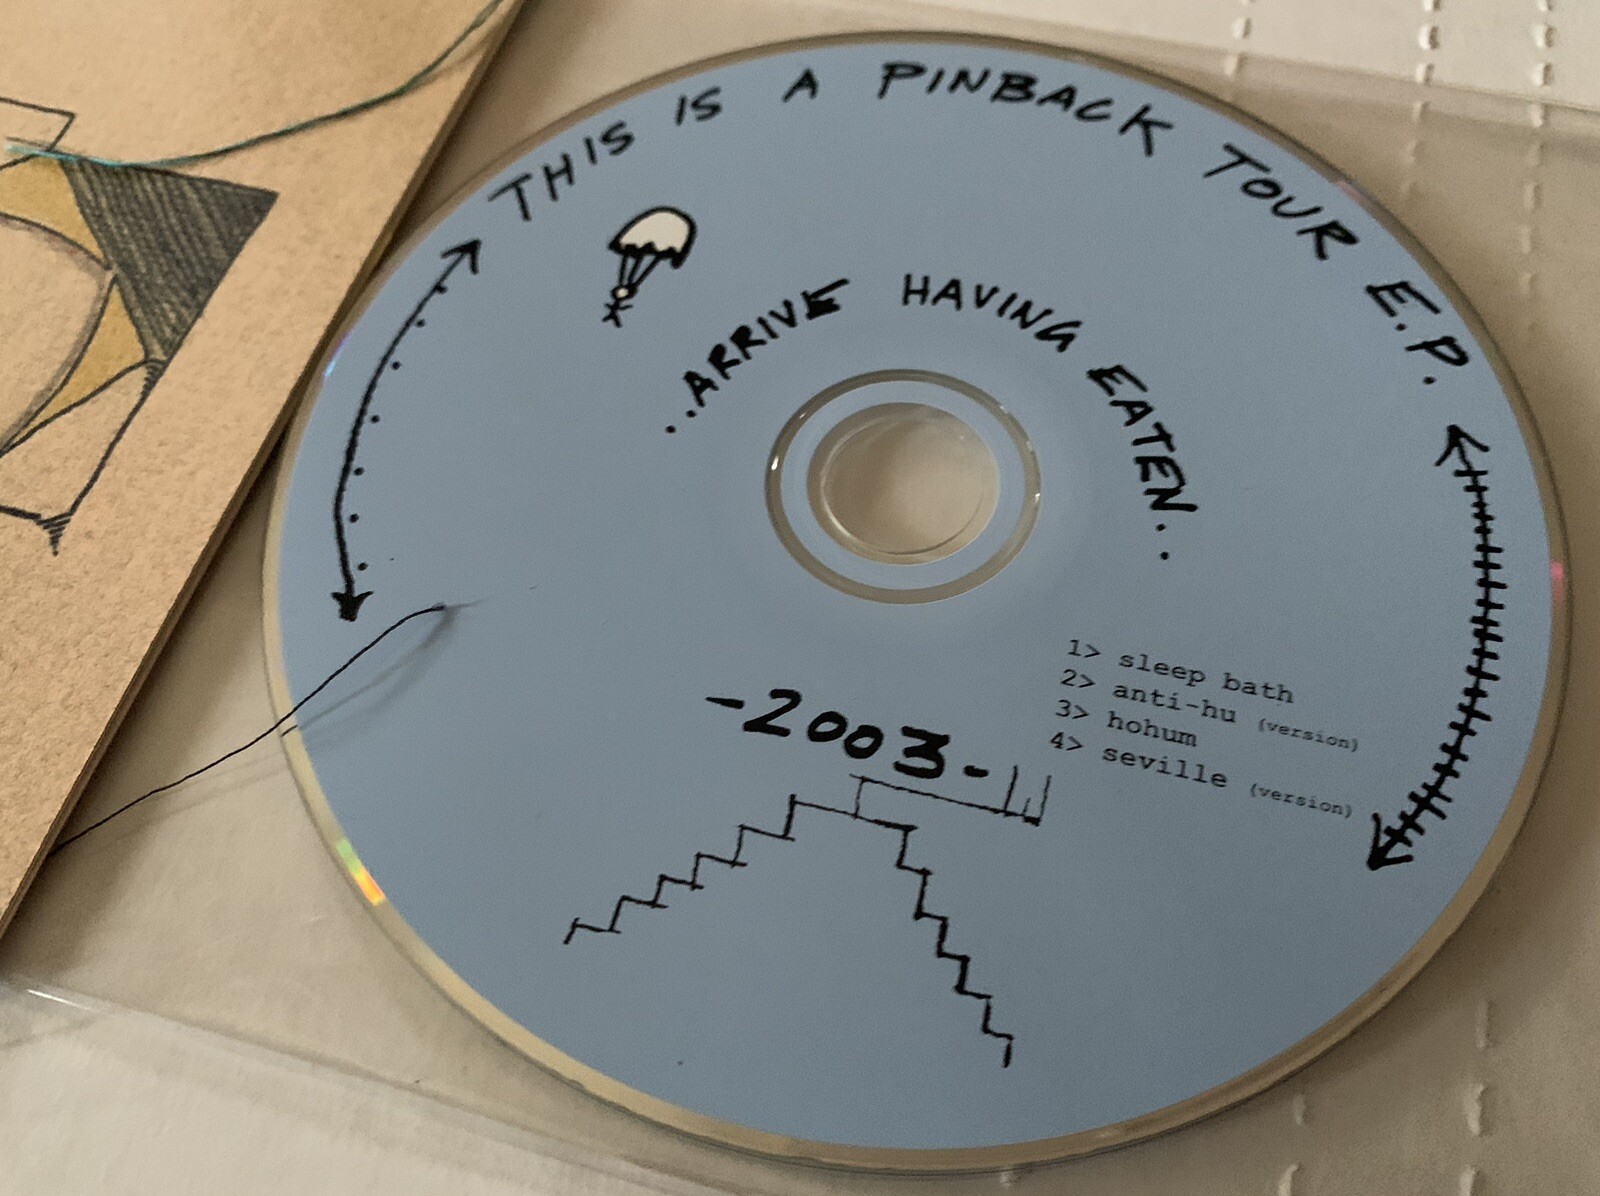 THIS IS A PINBACK TOUR E.P.
..ARRIVE HAVING EATEN..
-2003-
1> sleep bath
2> anti-hu (version)
3> hohum
4> seville (version)